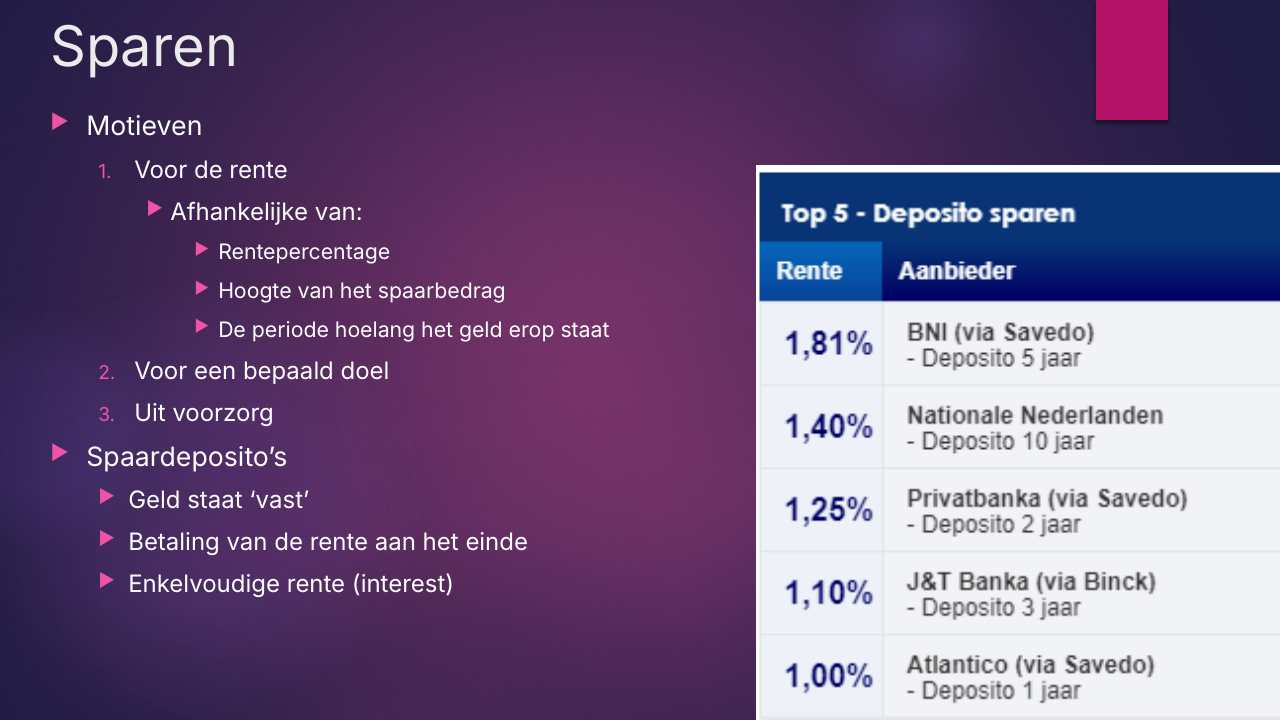 Sparen
Motieven
1. Voor de rente
Afhankelijke van:
Rentepercentage
Hoogte van het spaarbedrag
De periode hoelang het geld erop staat
2. Voor een bepaald doel
3. Uit voorzorg
Spaardeposito’s
Geld staat ‘vast’
Betaling van de rente aan het einde
Enkelvoudige rente (interest)
Top 5 - Deposito sparen
Rente Aanbieder
1,81% BNI (via Savedo)
- Deposito 5 jaar
1,40% Nationale Nederlanden
- Deposito 10 jaar
1,25% Privatbanka (via Savedo)
- Deposito 2 jaar
1,10% J&T Banka (via Binck)
- Deposito 3 jaar
1,00% Atlantico (via Savedo)
- Deposito 1 jaar